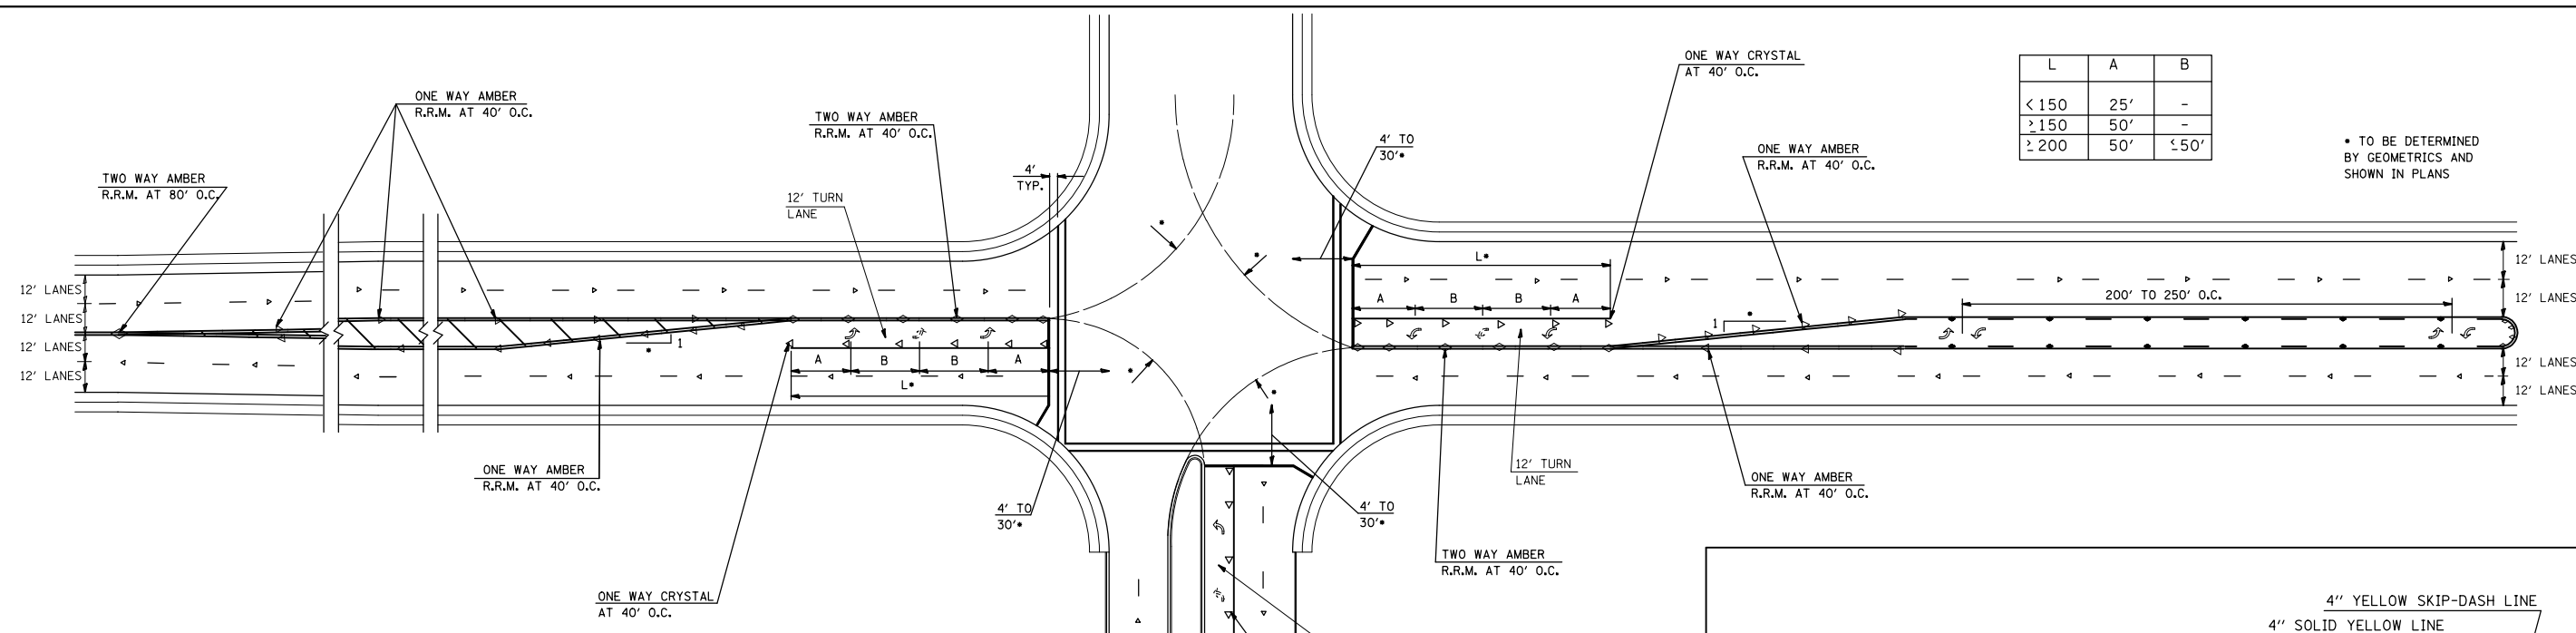 ONE WAY AMBER
R.R.M. AT 40' O.C.
TWO WAY AMBER
R.R.M. AT 80' O.C.
TWO WAY AMBER
R.R.M. AT 40' O.C.
4'
TYP.
12' TURN
LANE
4' TO
30'*
ONE WAY CRYSTAL
AT 40' O.C.
ONE WAY AMBER
R.R.M. AT 40' O.C.
L A B
<150 25' -
≥150 50' -
≥200 50' ≤50'
* TO BE DETERMINED
BY GEOMETRICS AND
SHOWN IN PLANS
12' LANES
12' LANES
12' LANES
12' LANES
*
1
A B B A
L*
*
*
*
*
*
L*
A B B A
1
*
200' TO 250' O.C.
12' LANES
12' LANES
12' LANES
12' LANES
ONE WAY AMBER
R.R.M. AT 40' O.C.
4' TO
30'*
4' TO
30'*
12' TURN
LANE
ONE WAY AMBER
R.R.M. AT 40' O.C.
TWO WAY AMBER
R.R.M. AT 40' O.C.
ONE WAY CRYSTAL
AT 40' O.C.
4'' YELLOW SKIP-DASH LINE
4'' SOLID YELLOW LINE